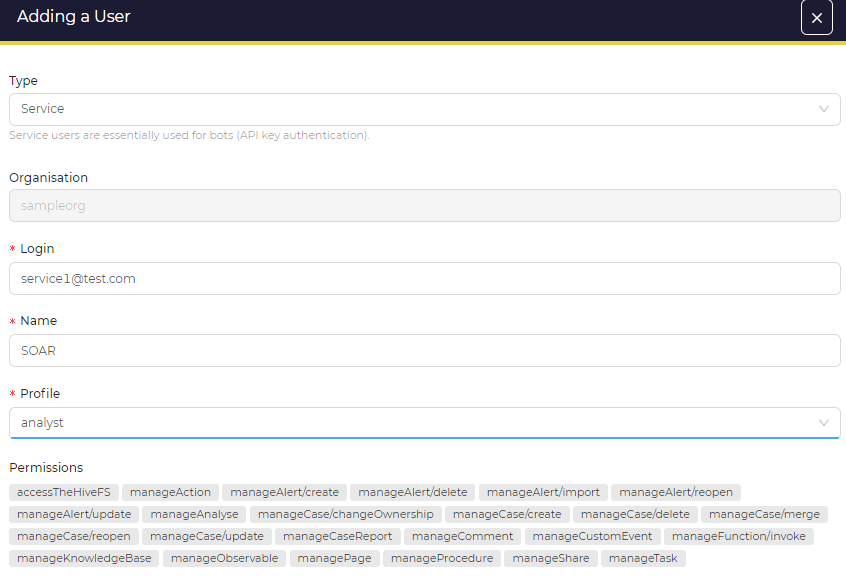 Adding a User
Type
Service
Service users are essentially used for bots (API key authentication).
Organisation
sampleorg
* Login
service1@test.com
* Name
SOAR
* Profile
analyst
Permissions
accessTheHiveFS manageAction manageAlert/create manageAlert/delete manageAlert/import manageAlert/reopen
manageAlert/update manageAnalyse manageCase/changeOwnership manageCase/create manageCase/delete manageCase/merge
manageCase/reopen manageCase/update manageCaseReport manageComment manageCustomEvent manageFunction/invoke
manageKnowledgeBase manageObservable managePage manageProcedure manageShare manageTask